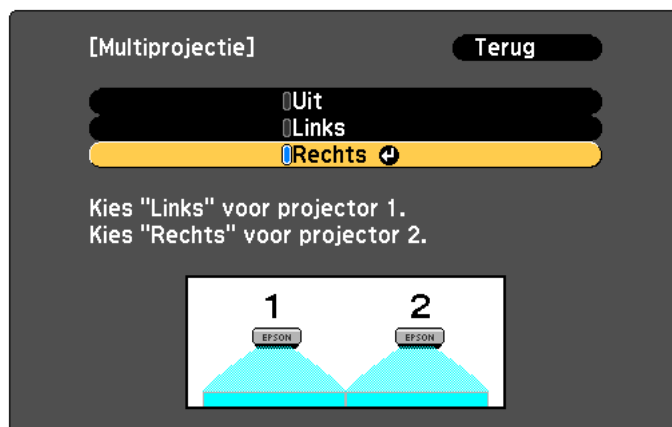 [Multiprojectie] Terug
Uit
Links
Rechts
Kies "Links" voor projector 1.
Kies "Rechts" voor projector 2.
1 2
EPSON EPSON